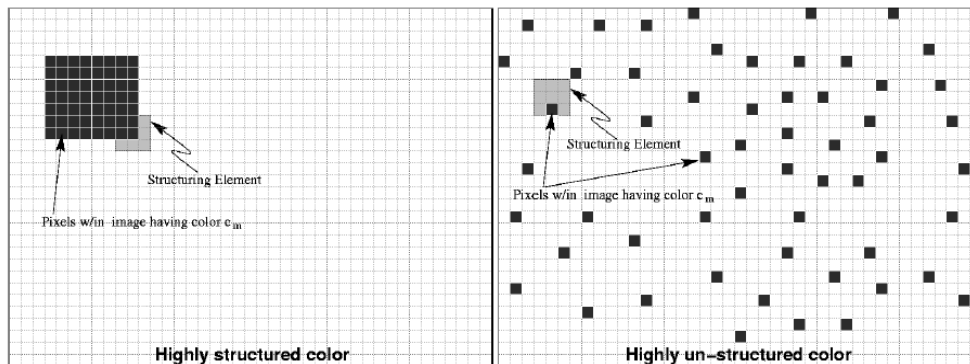 Structuring Element
Pixels w/in image having color c m
Highly structured color
Structuring Element
Pixels w/in image having color c m
Highly un-structured color